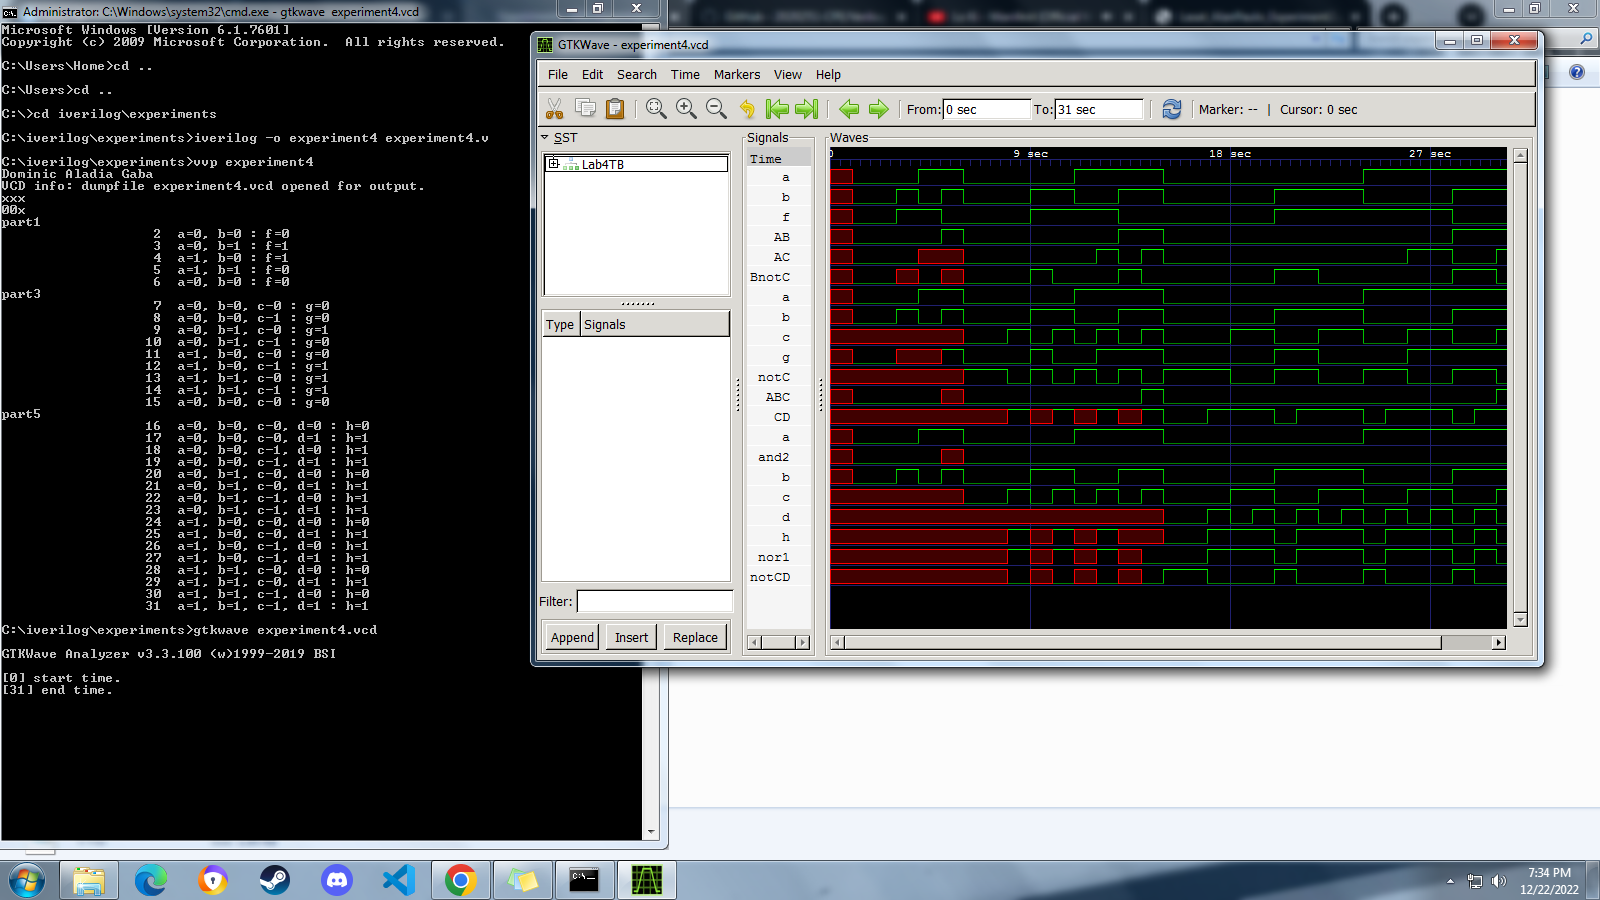 Administrator: C:\Windows\system32\cmd.exe - gtkwave  experiment4.vcd
Microsoft Windows [Version 6.1.7601]
Copyright (c) 2009 Microsoft Corporation.  All rights reserved.
C:\Users\Home>cd ..
C:\Users>cd ..
C:\>cd iverilog\experiments
C:\iverilog\experiments>iverilog -o experiment4 experiment4.v
C:\iverilog\experiments>vvp experiment4
Dominic Aladia Gaba
VCD info: dumpfile experiment4.vcd opened for output.
xxx
00x
part1
2  a=0, b=0 : f=0
3  a=0, b=1 : f=1
4  a=1, b=0 : f=1
5  a=1, b=1 : f=0
6  a=0, b=0 : f=0
part3
7  a=0, b=0, c-0 : g=0
8  a=0, b=0, c-1 : g=0
9  a=0, b=1, c-0 : g=1
10  a=0, b=1, c-1 : g=0
11  a=1, b=0, c-0 : g=0
12  a=1, b=0, c-1 : g=1
13  a=1, b=1, c-0 : g=1
14  a=1, b=1, c-1 : g=1
15  a=0, b=0, c-0 : g=0
part5
16  a=0, b=0, c-0, d=0 : h=0
17  a=0, b=0, c-0, d=1 : h=1
18  a=0, b=0, c-1, d=0 : h=1
19  a=0, b=0, c-1, d=1 : h=1
20  a=0, b=1, c-0, d=0 : h=0
21  a=0, b=1, c-0, d=1 : h=1
22  a=0, b=1, c-1, d=0 : h=1
23  a=0, b=1, c-1, d=1 : h=1
24  a=1, b=0, c-0, d=0 : h=0
25  a=1, b=0, c-0, d=1 : h=1
26  a=1, b=0, c-1, d=0 : h=1
27  a=1, b=0, c-1, d=1 : h=1
28  a=1, b=1, c-0, d=0 : h=0
29  a=1, b=1, c-0, d=1 : h=1
30  a=1, b=1, c-1, d=0 : h=0
31  a=1, b=1, c-1, d=1 : h=1
C:\iverilog\experiments>gtkwave experiment4.vcd
GTKWave Analyzer v3.3.100 (w)1999-2019 BSI
[0] start time.
[31] end time.
GTKWave - experiment4.vcd
File Edit Search Time Markers View Help
From: 0 sec To: 31 sec Marker: -- | Cursor: 0 sec
SST
Lab4TB
Type Signals
Filter:
Append Insert Replace
Signals
Time
a
b
f
AB
AC
BnotC
a
b
c
g
notC
ABC
CD
a
and2
b
c
d
h
nor1
notCD
Waves
0 9 sec 18 sec 27 sec
7:34 PM
12/22/2022